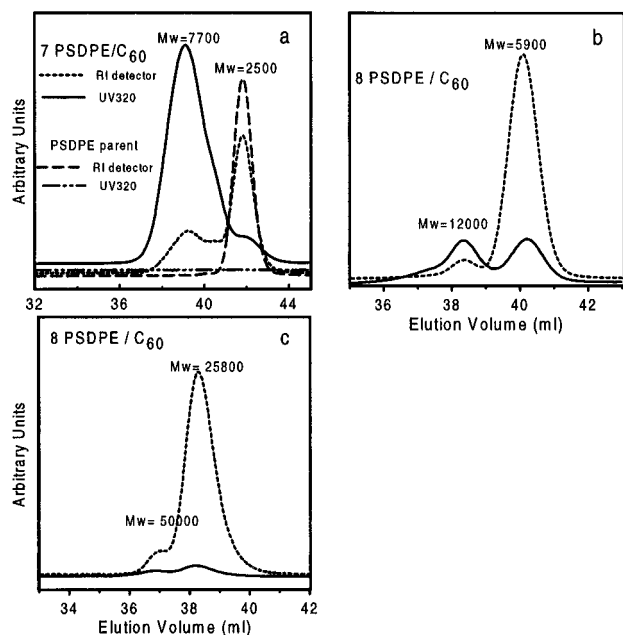 a
7 PSDPE/C60
RI detector
UV320
PSDPE parent
RI detector
UV320
Mw=7700
Mw=2500
Arbitrary Units
32 36 40 44
b
8 PSDPE / C60
Mw=5900
Mw=12000
36 38 40 42
Elution Volume (ml)
8 PSDPE / C60
c
Mw= 25800
Mw= 50000
Arbitrary Units
34 36 38 40 42
Elution Volume (ml)